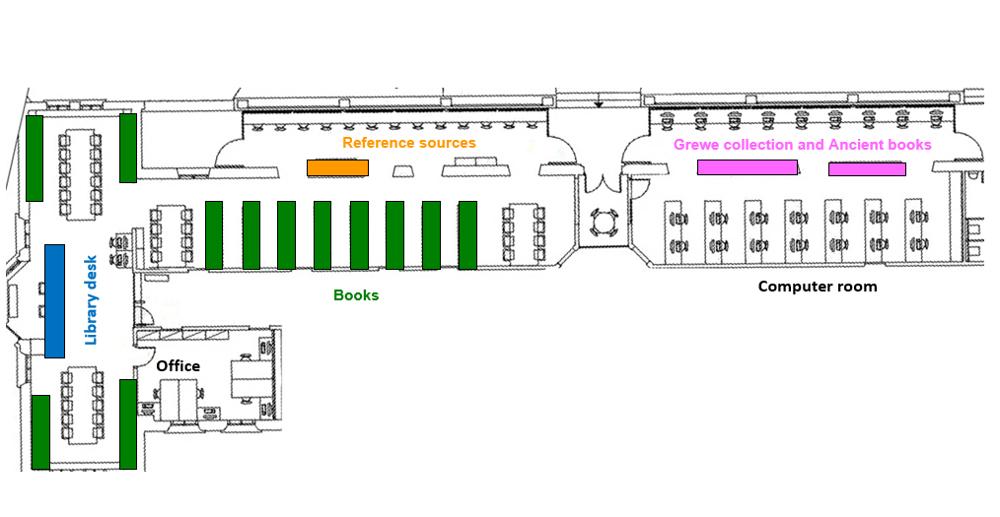 Reference sources
Grewe collection and Ancient books
Library desk
Books
Computer room
Office